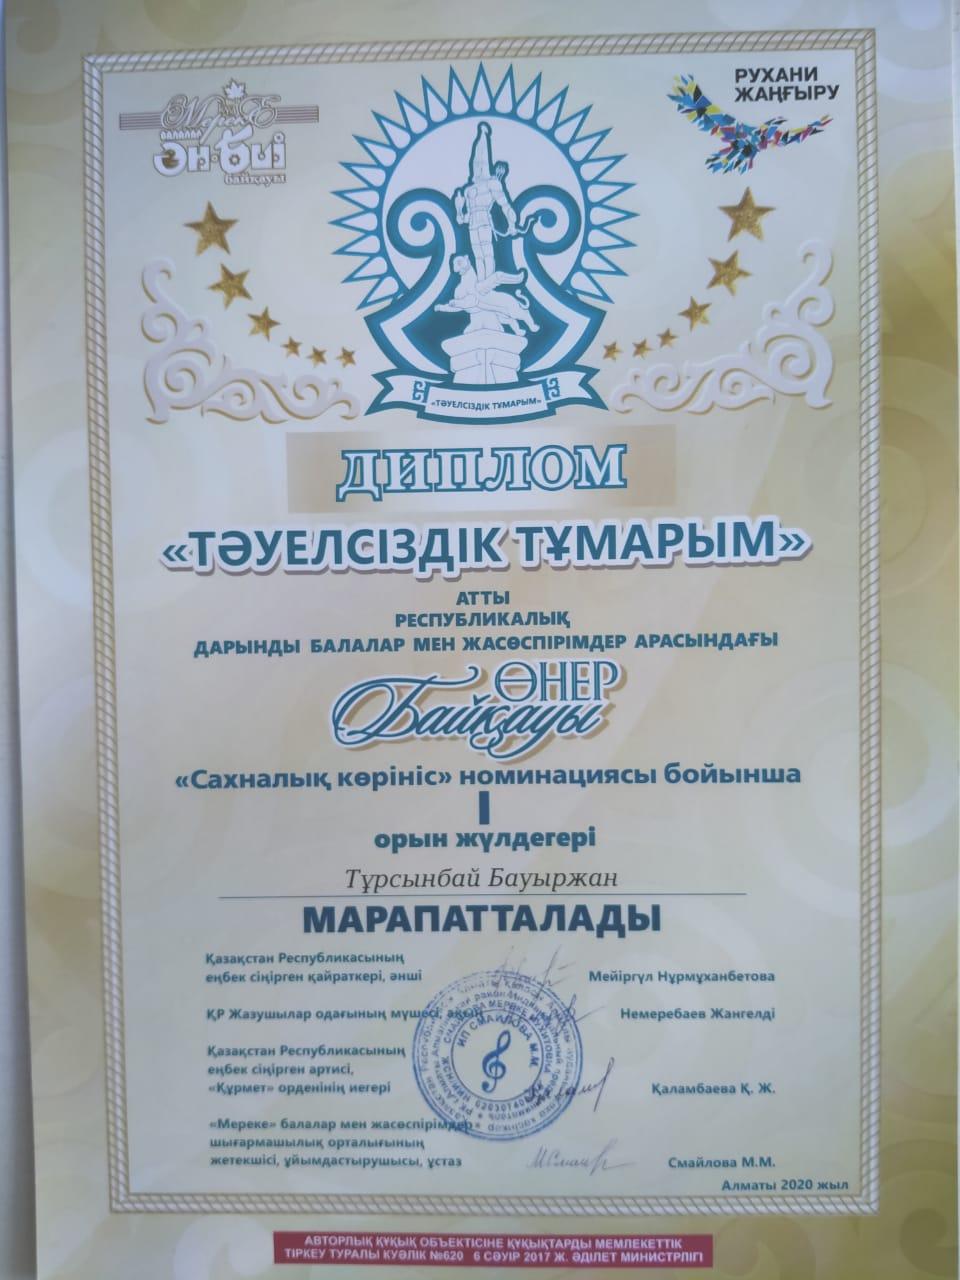 Мереке
балалар
ән-би
байқауы
РУХАНИ
ЖАҢҒЫРУ
«ТӘУЕЛСІЗДІК ТҰМАРЫМ»
ДИПЛОМ
«ТӘУЕЛСІЗДІК ТҰМАРЫМ»
АТТЫ
РЕСПУБЛИКАЛЫҚ
ДАРЫНДЫ БАЛАЛАР МЕН ЖАСӨСПІРІМДЕР АРАСЫНДАҒЫ
ӨНЕР
Байқауы
«Сахналық көрініс» номинациясы бойынша
I
орын жүлдегері
Тұрсынбай Бауыржан
МАРАПАТТАЛАДЫ
Қазақстан Республикасының
еңбек сіңірген қайраткері, әнші Мейіргүл Нұрмұханбетова
ҚР Жазушылар одағының мүшесі, ақын Немеребаев Жангелді
Қазақстан Республикасының
еңбек сіңірген артисі,
«Құрмет» орденінің иегері Қаламбаева Қ. Ж.
«Мереке» балалар мен жасөспірімдер
шығармашылық орталығының
жетекшісі, ұйымдастырушысы, ұстаз Смайлова М.М.
ИП СМАИЛОВА М.М.
Алматы 2020 жыл
АВТОРЛЫҚ ҚҰҚЫҚ ОБЪЕКТІСІНЕ ҚҰҚЫҚТАРДЫ МЕМЛЕКЕТТІК
ТІРКЕУ ТУРАЛЫ КУӘЛІК №620 6 СӘУІР 2017 Ж. ӘДІЛЕТ МИНИСТРЛІГІ